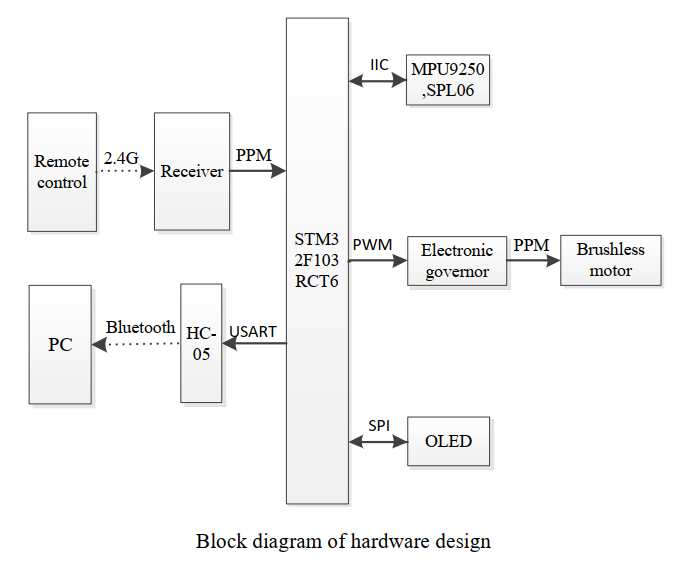 IIC
MPU9250
,SPL06
Remote
control
2.4G
Receiver
PPM
STM3
2F103
RCT6
PWM
Electronic
governor
PPM
Brushless
motor
PC
Bluetooth
HC-
05
USART
SPI
OLED
Block diagram of hardware design